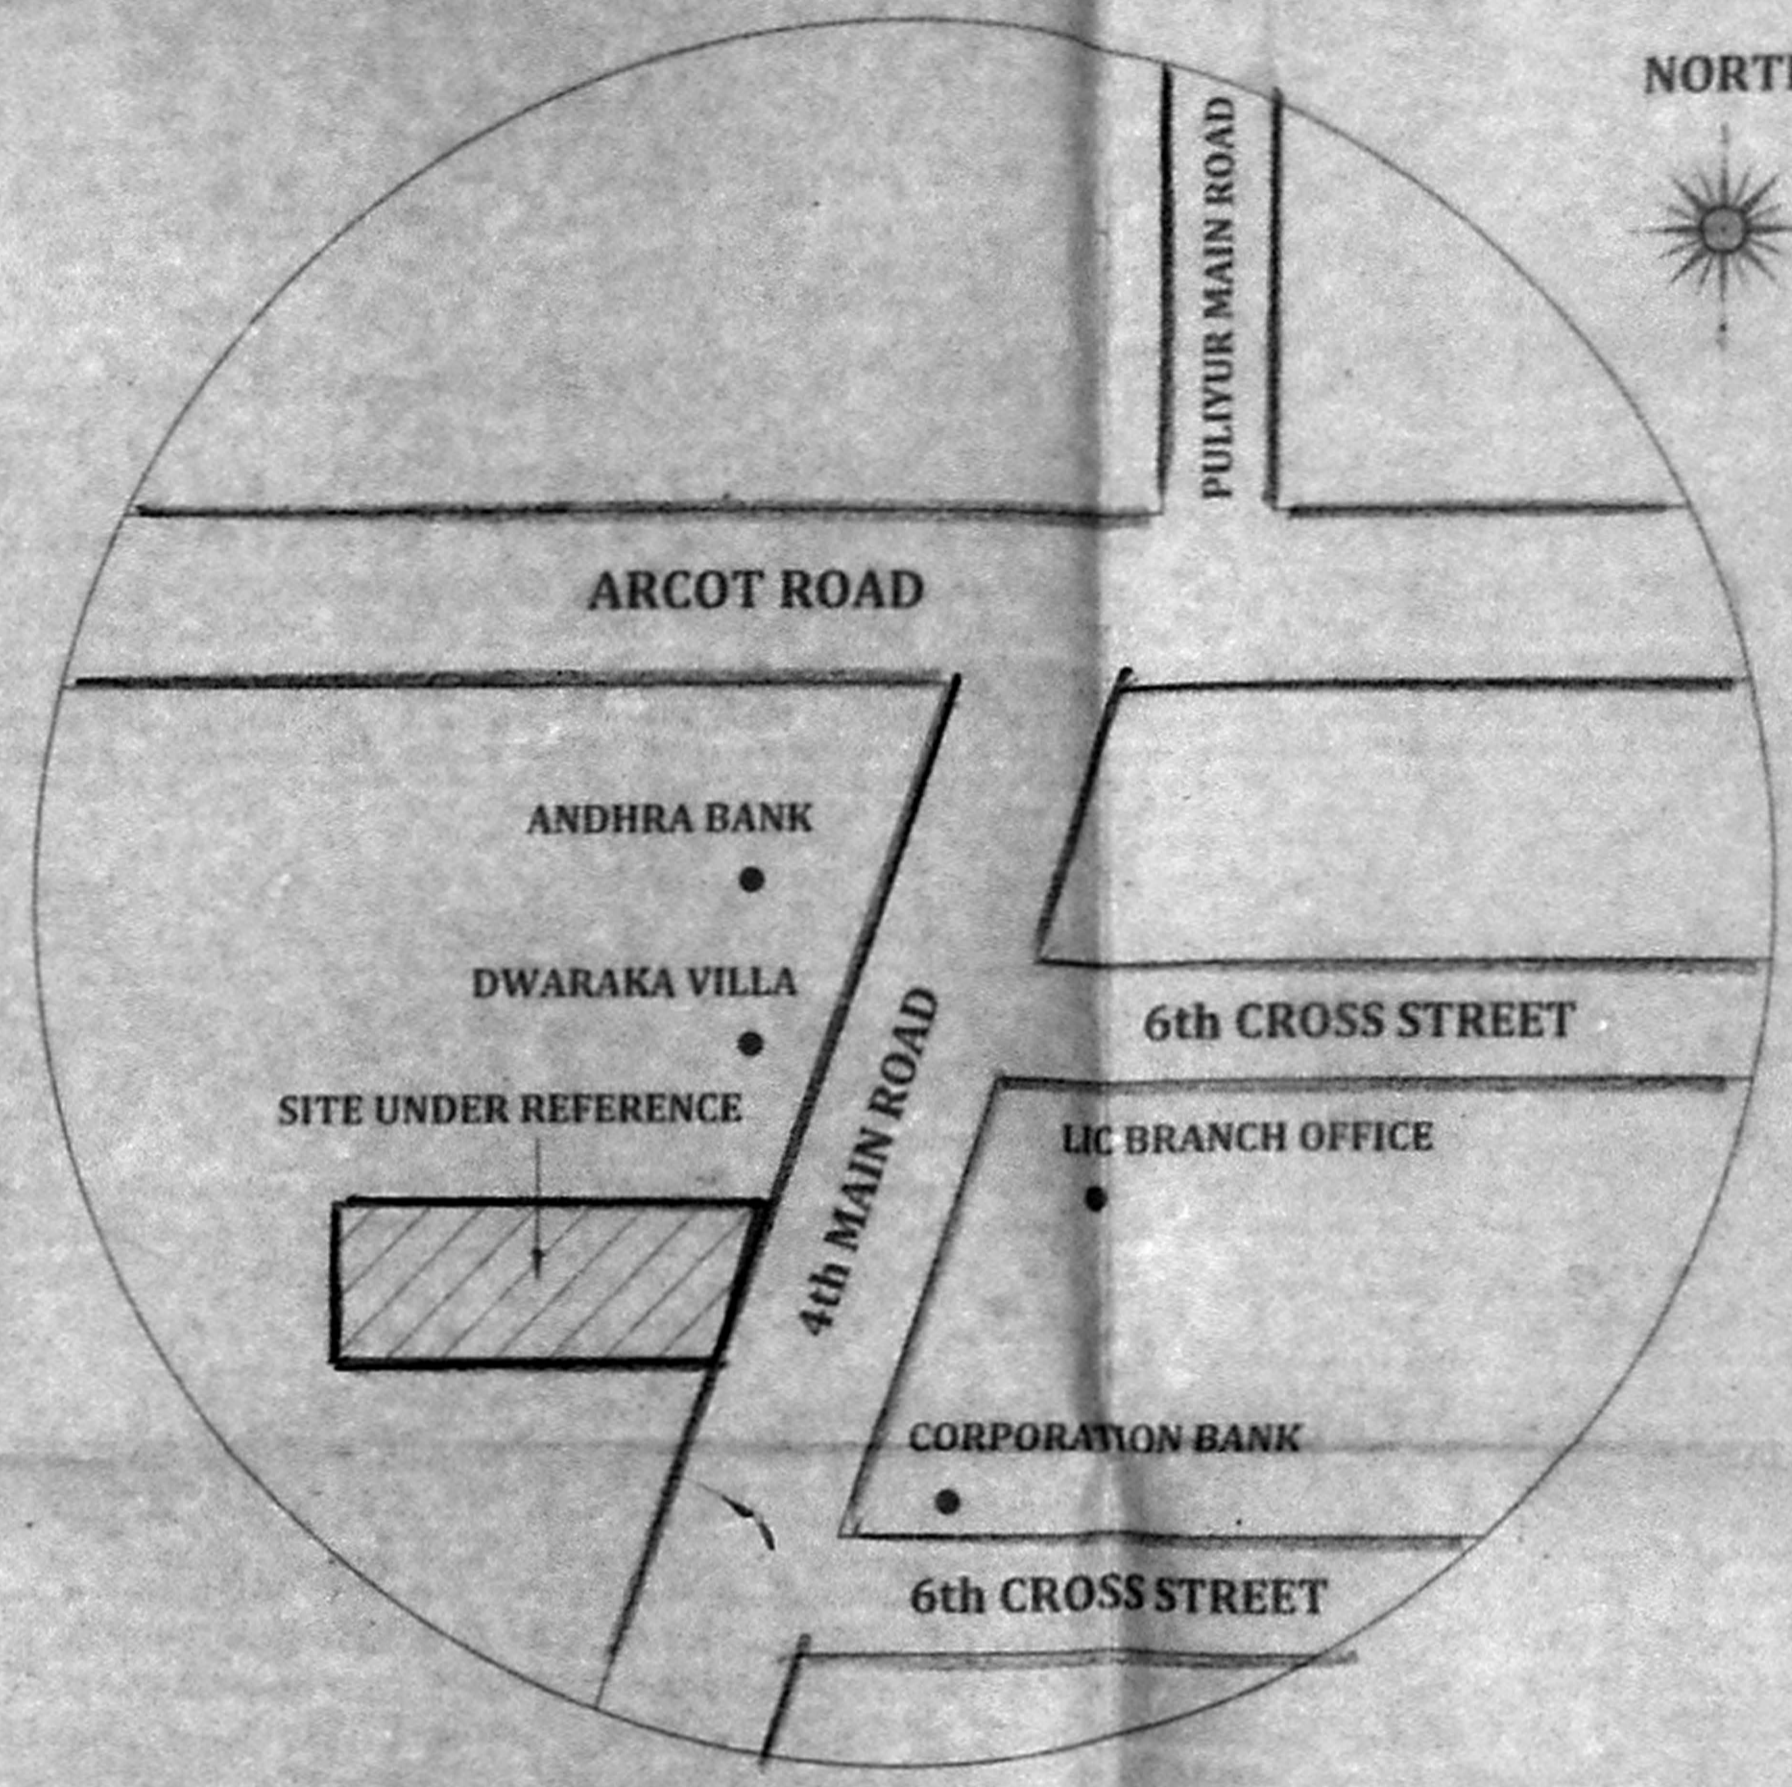 NORTH
PULIYUR MAIN ROAD
ARCOT ROAD
ANDHRA BANK
DWARAKA VILLA
6th CROSS STREET
4th MAIN ROAD
SITE UNDER REFERENCE
LIC BRANCH OFFICE
CORPORATION BANK
6th CROSS STREET